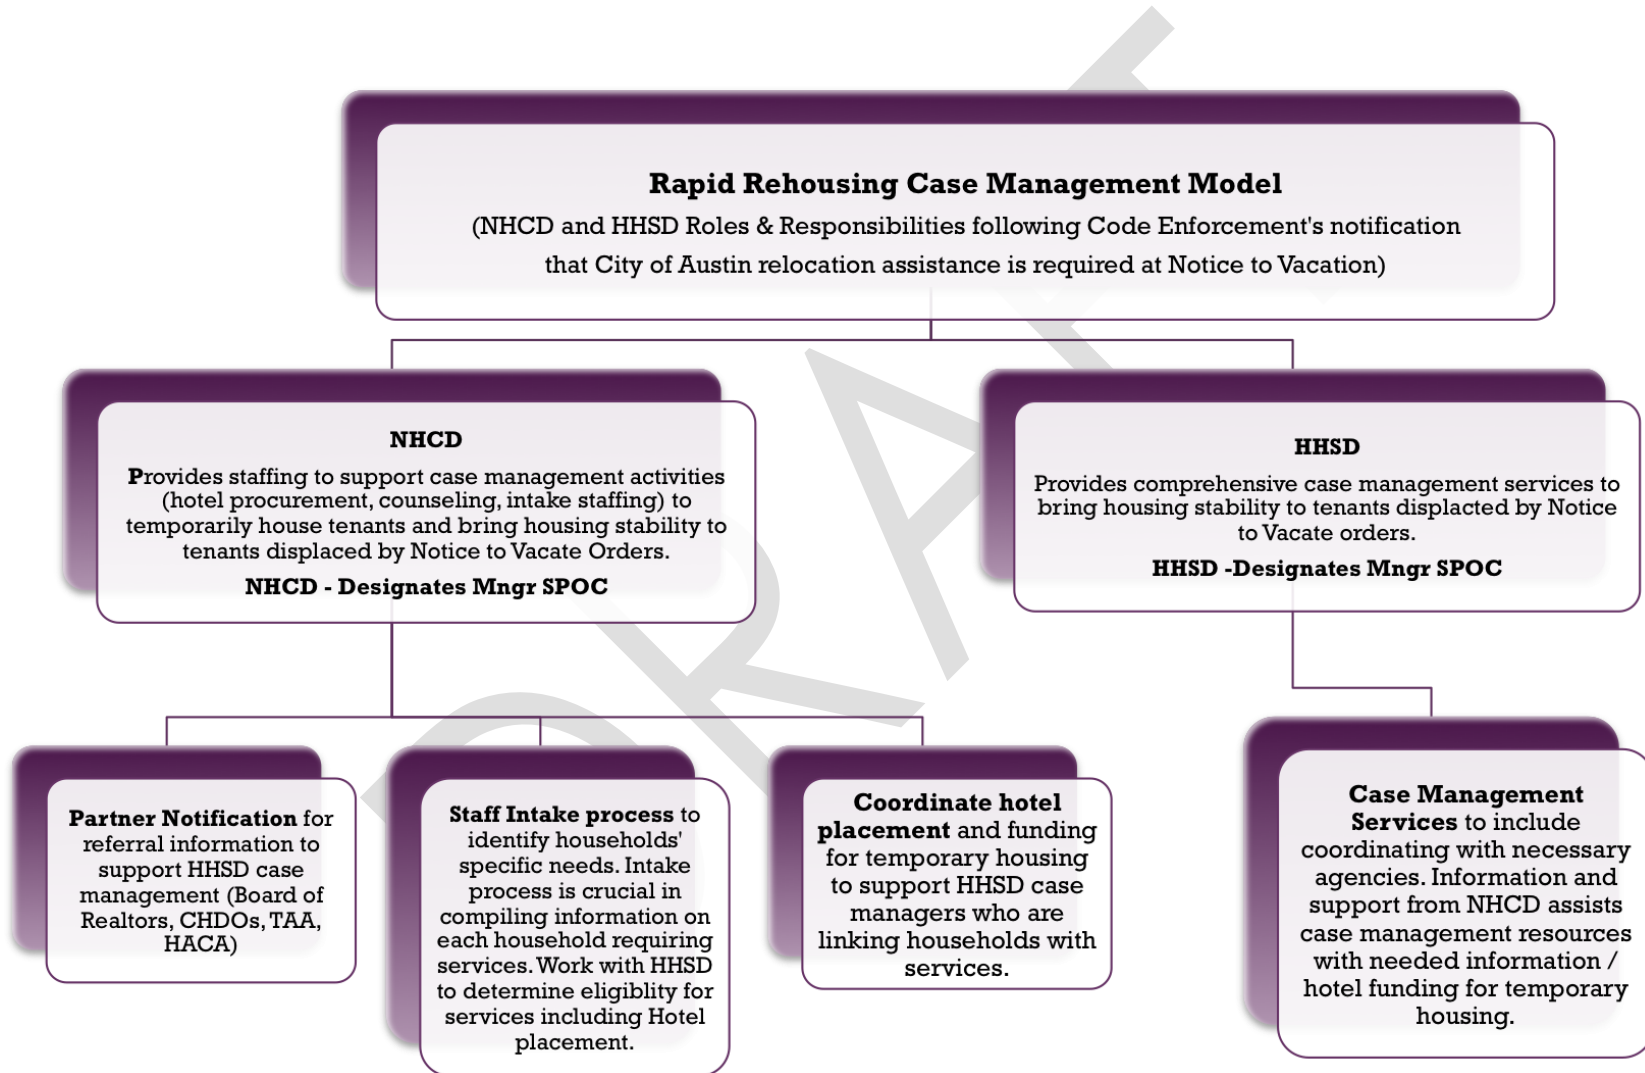 Rapid Rehousing Case Management Model
(NHCD and HHSD Roles & Responsibilities following Code Enforcement's notification
that City of Austin relocation assistance is required at Notice to Vacation)
NHCD
Provides staffing to support case management activities
(hotel procurement, counseling, intake staffing) to
temporarily house tenants and bring housing stability to
tenants displaced by Notice to Vacate Orders.
NHCD - Designates Mngr SPOC
HHSD
Provides comprehensive case management services to
bring housing stability to tenants displacted by Notice
to Vacate orders.
HHSD -Designates Mngr SPOC
Partner Notification for
referral information to
support HHSD case
management (Board of
Realtors, CHDOs, TAA,
HACA)
Staff Intake process to
identify households'
specific needs. Intake
process is crucial in
compiling information on
each household requiring
services. Work with HHSD
to determine eligiblity for
services including Hotel
placement.
Coordinate hotel
placement and funding
for temporary housing
to support HHSD case
managers who are
linking households with
services.
Case Management
Services to include
coordinating with necessary
agencies. Information and
support from NHCD assists
case management resources
with needed information /
hotel funding for temporary
housing.
DRAFT